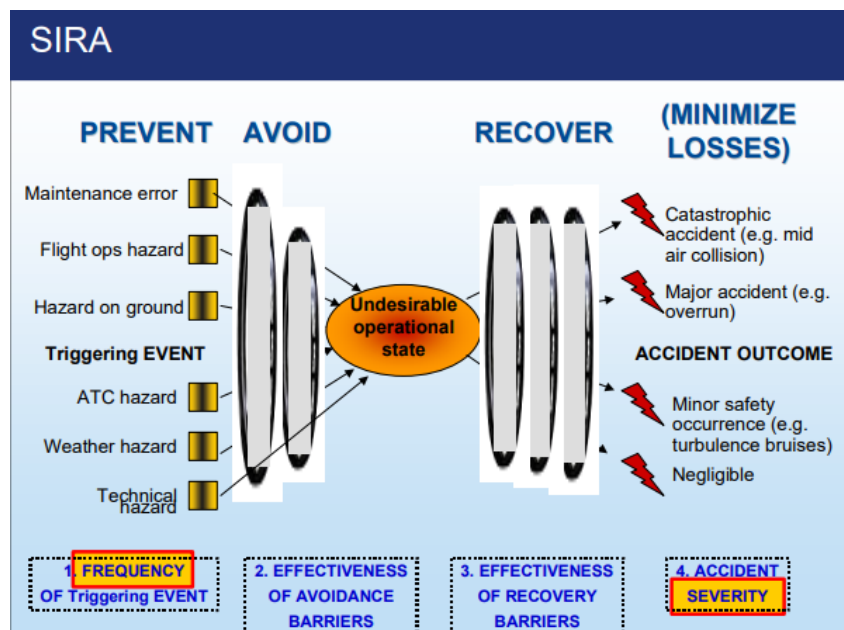 SIRA
PREVENT AVOID
RECOVER
(MINIMIZE
LOSSES)
Maintenance error
Flight ops hazard
Hazard on ground
Triggering EVENT
ATC hazard
Weather hazard
Technical
hazard
Undesirable
operational
state
Catastrophic
accident (e.g. mid
air collision)
Major accident (e.g.
overrun)
ACCIDENT OUTCOME
Minor safety
occurrence (e.g.
turbulence bruises)
Negligible
1. FREQUENCY
OF Triggering EVENT
2. EFFECTIVENESS
OF AVOIDANCE
BARRIERS
3. EFFECTIVENESS
OF RECOVERY
BARRIERS
4. ACCIDENT
SEVERITY